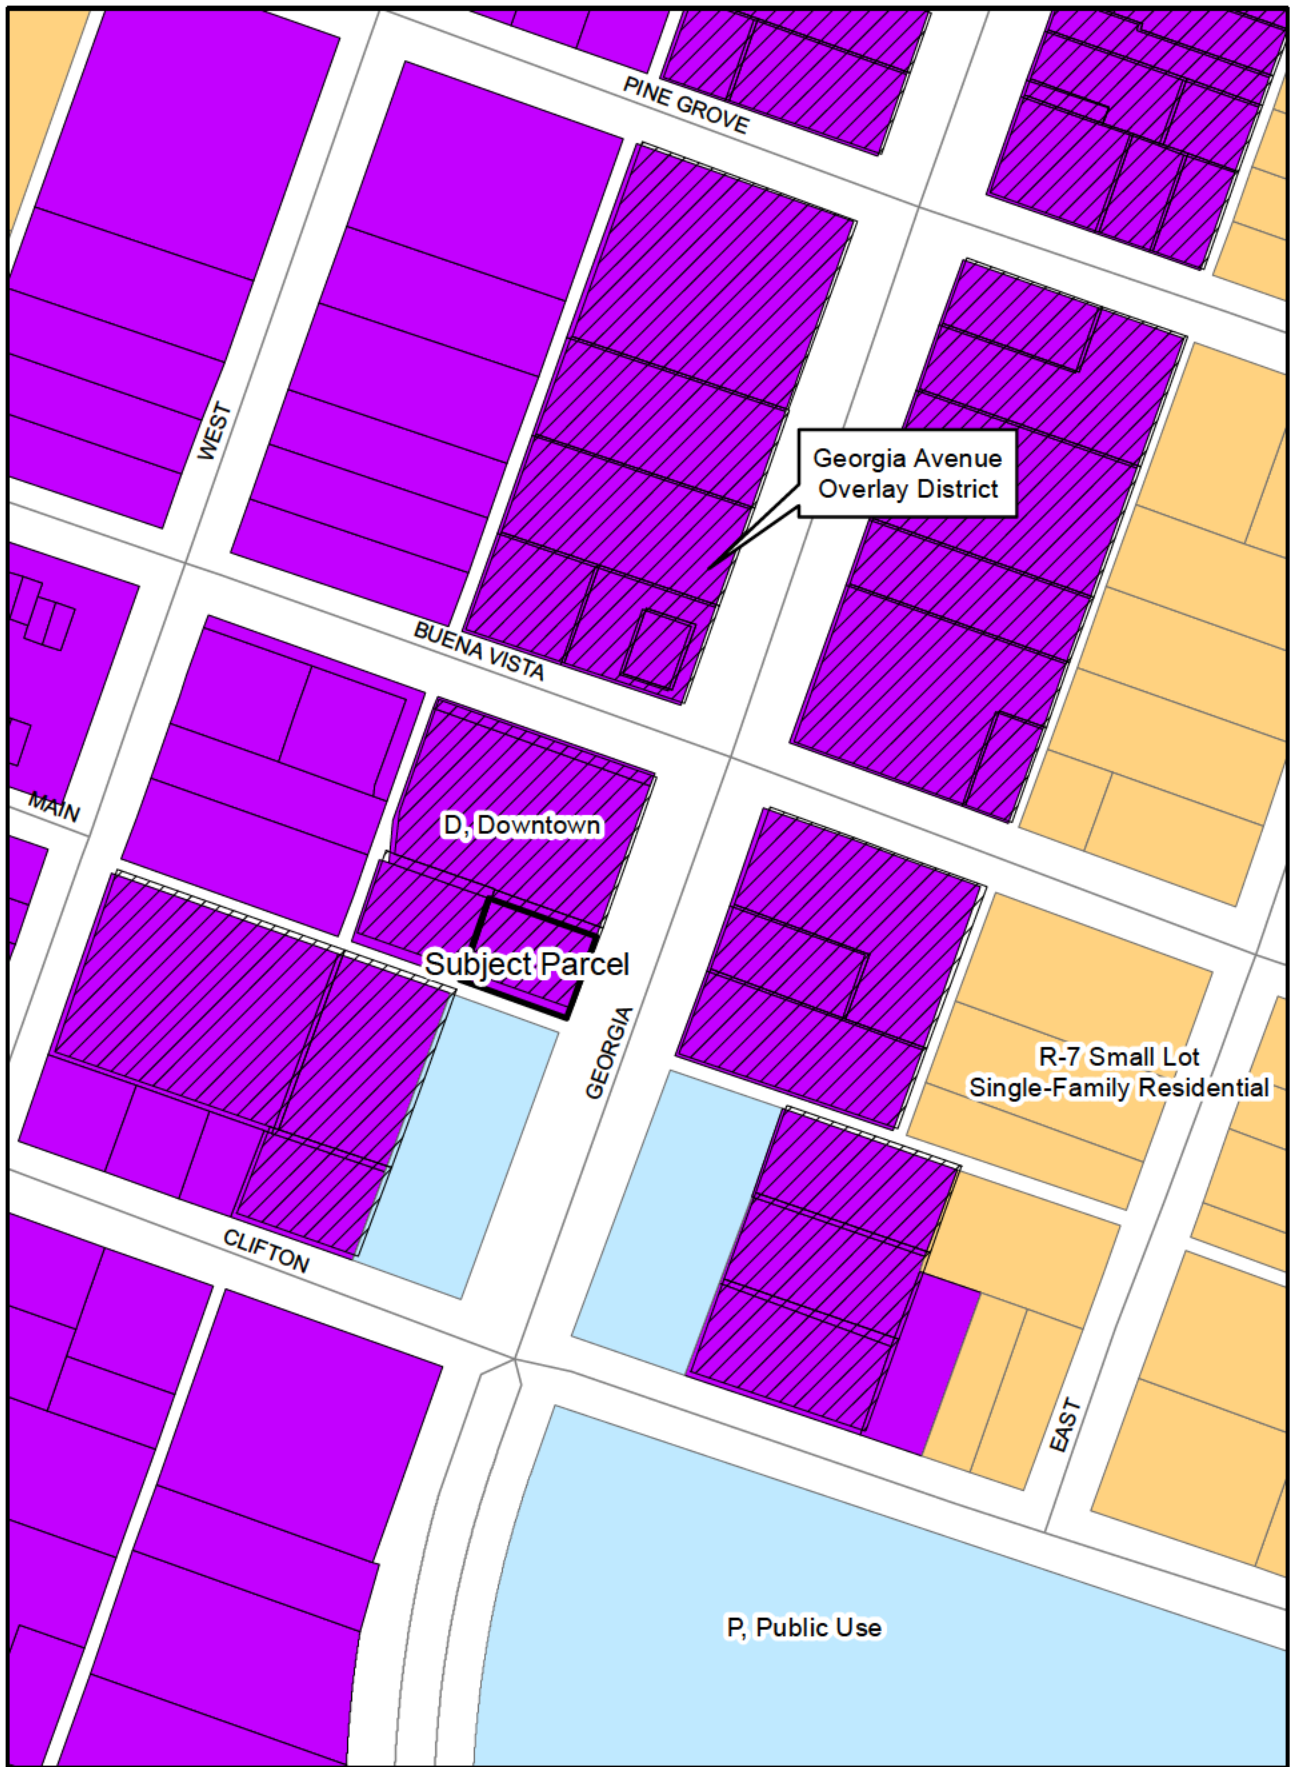 PINE GROVE
WEST
Georgia Avenue
Overlay District
BUENA VISTA
MAIN
D, Downtown
Subject Parcel
GEORGIA
R-7 Small Lot
Single-Family Residential
CLIFTON
EAST
P, Public Use